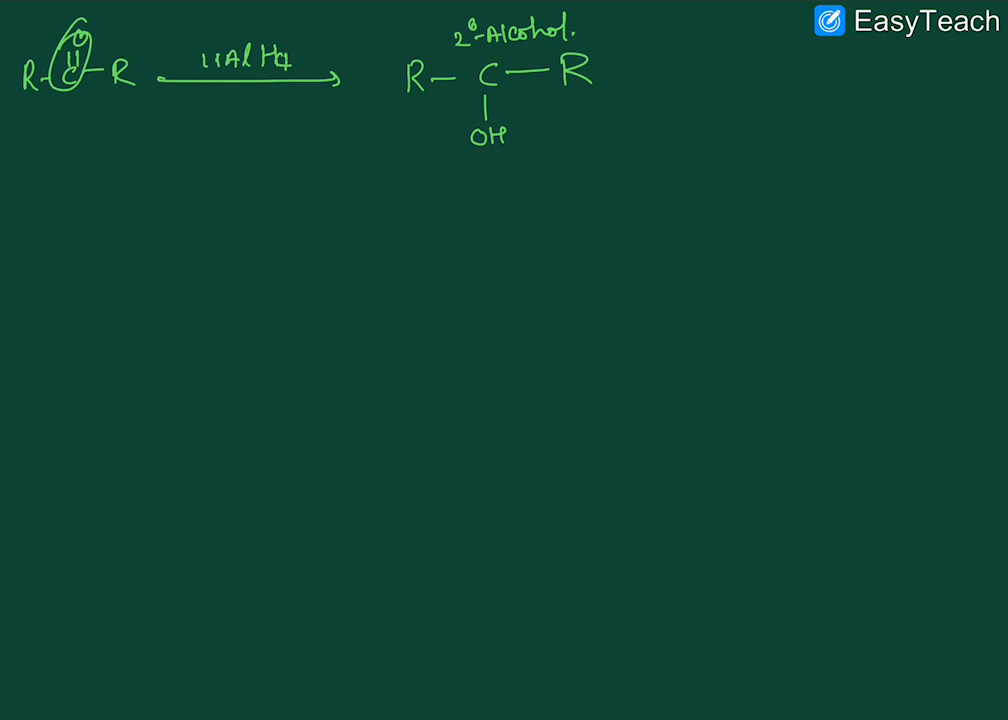 EasyTeach
2°-Alcohol.
O
||
R-C-R LiAlH4 → R-C-R
|
OH